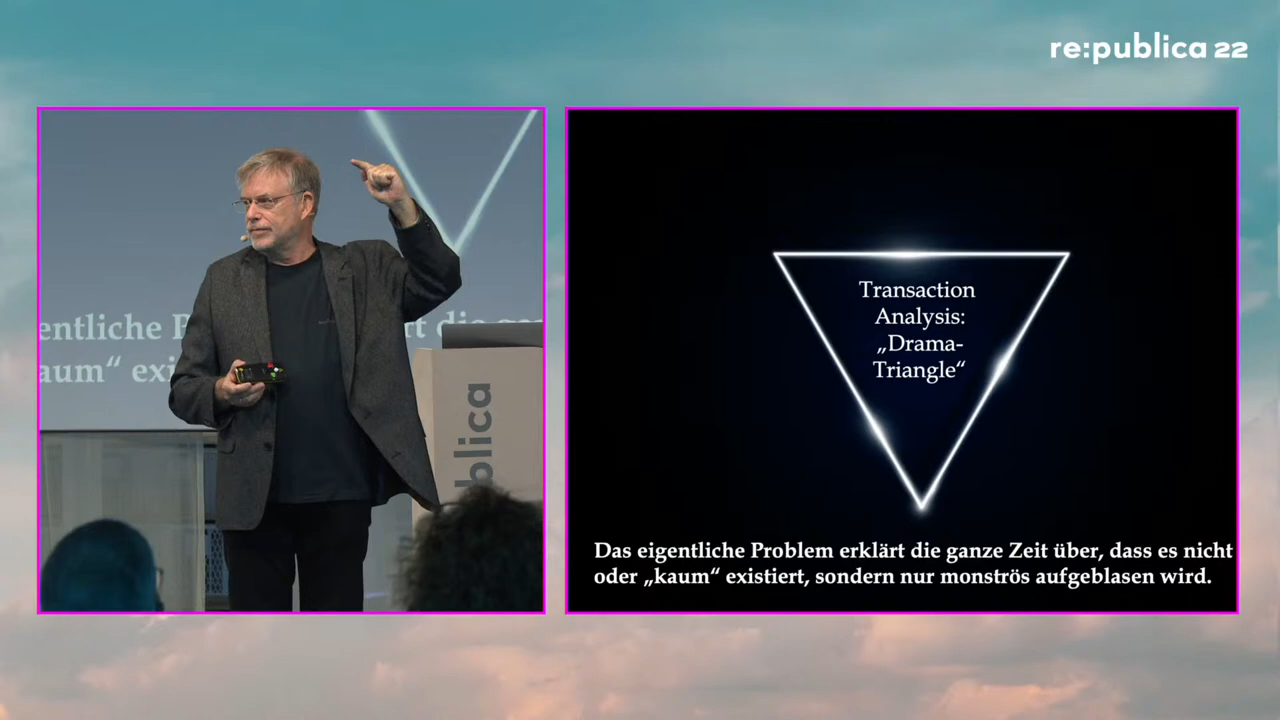 re:publica 22
entliche P
rt die gan
aum“ exi
blica
Transaction
Analysis:
„Drama-
Triangle“
Das eigentliche Problem erklärt die ganze Zeit über, dass es nicht
oder „kaum“ existiert, sondern nur monströs aufgeblasen wird.